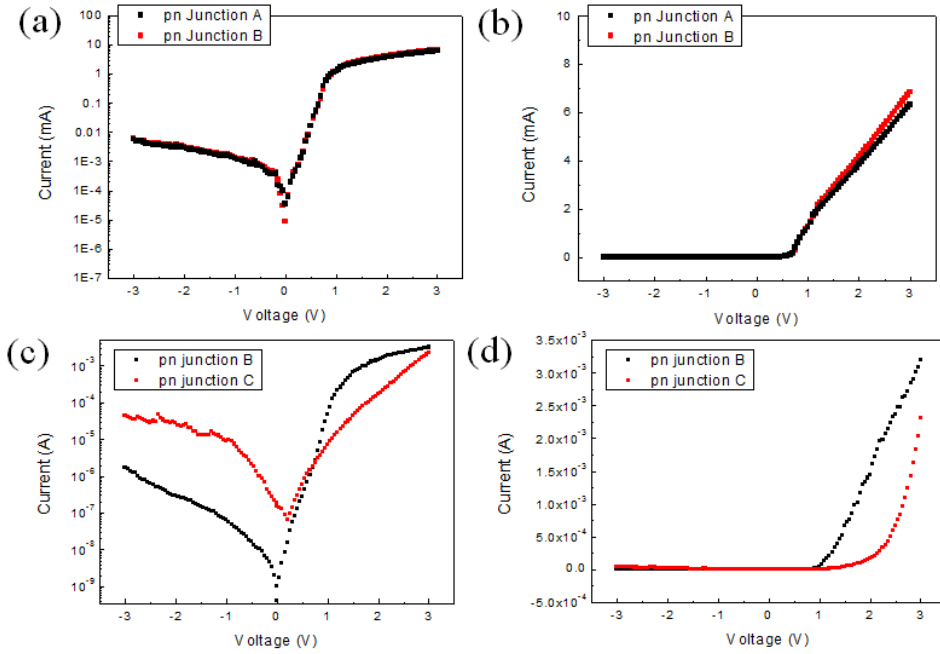 (a)
pn Junction A
pn Junction B
100
10
1
0.1
0.01
1E-3
1E-4
1E-5
1E-6
1E-7
Current (mA)
-3 -2 -1 0 1 2 3
Voltage (V)
(b)
pn Junction A
pn Junction B
10
8
6
4
2
0
Current (mA)
-3 -2 -1 0 1 2 3
Voltage (V)
(c)
pn junction B
pn junction C
10⁻³
10⁻⁴
10⁻⁵
10⁻⁶
10⁻⁷
10⁻⁸
10⁻⁹
Current (A)
-3 -2 -1 0 1 2 3
Voltage (V)
(d)
pn junction B
pn junction C
3.5x10⁻³
3.0x10⁻³
2.5x10⁻³
2.0x10⁻³
1.5x10⁻³
1.0x10⁻³
5.0x10⁻⁴
0.0
-5.0x10⁻⁴
Current (A)
-3 -2 -1 0 1 2 3
Voltage (V)